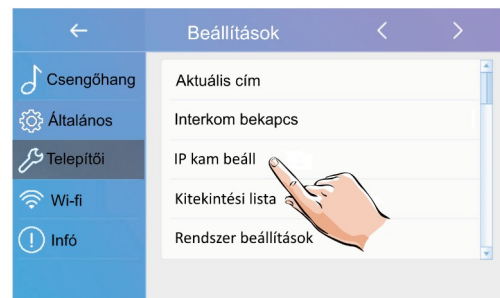 Beállítások
Csengőhang
Általános
Telepítői
Wi-fi
Infó
Aktuális cím
Interkom bekapcs
IP kam beáll
Kitekintési lista
Rendszer beállítások